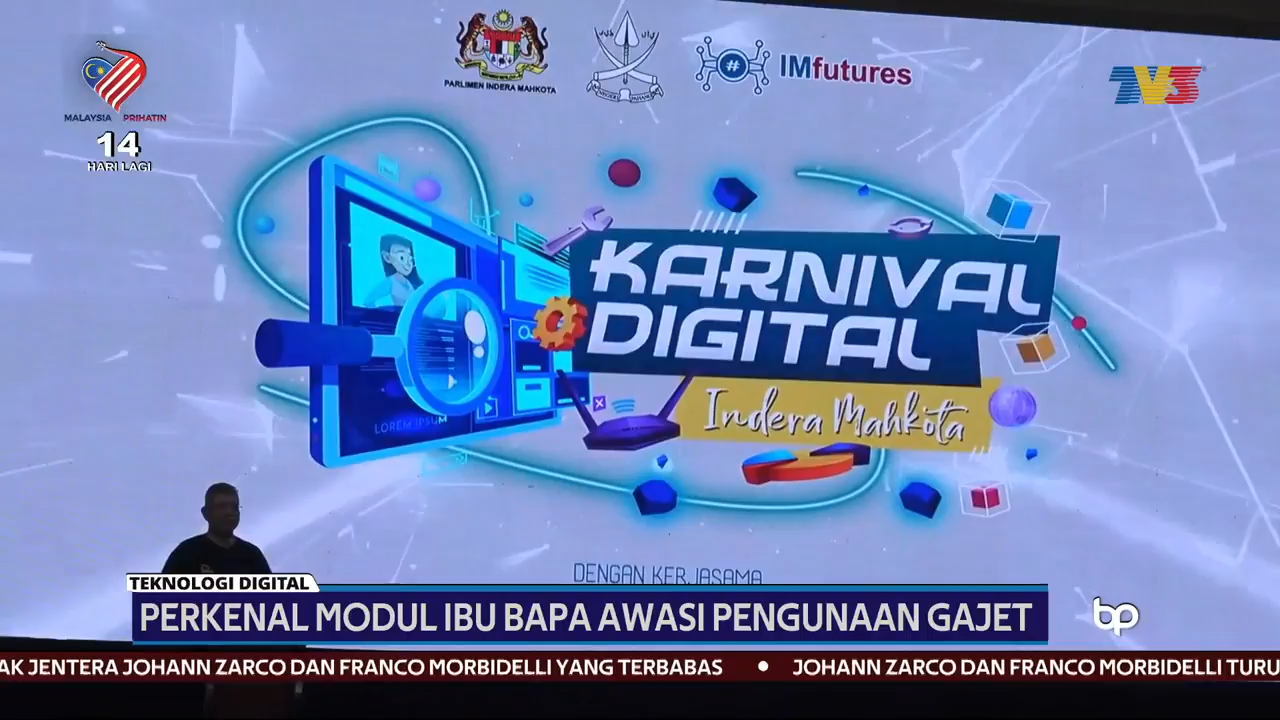 MALAYSIA PRIHATIN
14
HARI LAGI
PARLIMEN INDERA MAHKOTA
#
IMfutures
TV3
KARNIVAL
DIGITAL
Indera Mahkota
LOREM IPSUM
DENGAN KERJASAMA
TEKNOLOGI DIGITAL
PERKENAL MODUL IBU BAPA AWASI PENGUNAAN GAJET
bp
AK JENTERA JOHANN ZARCO DAN FRANCO MORBIDELLI YANG TERBABAS • JOHANN ZARCO DAN FRANCO MORBIDELLI TURU